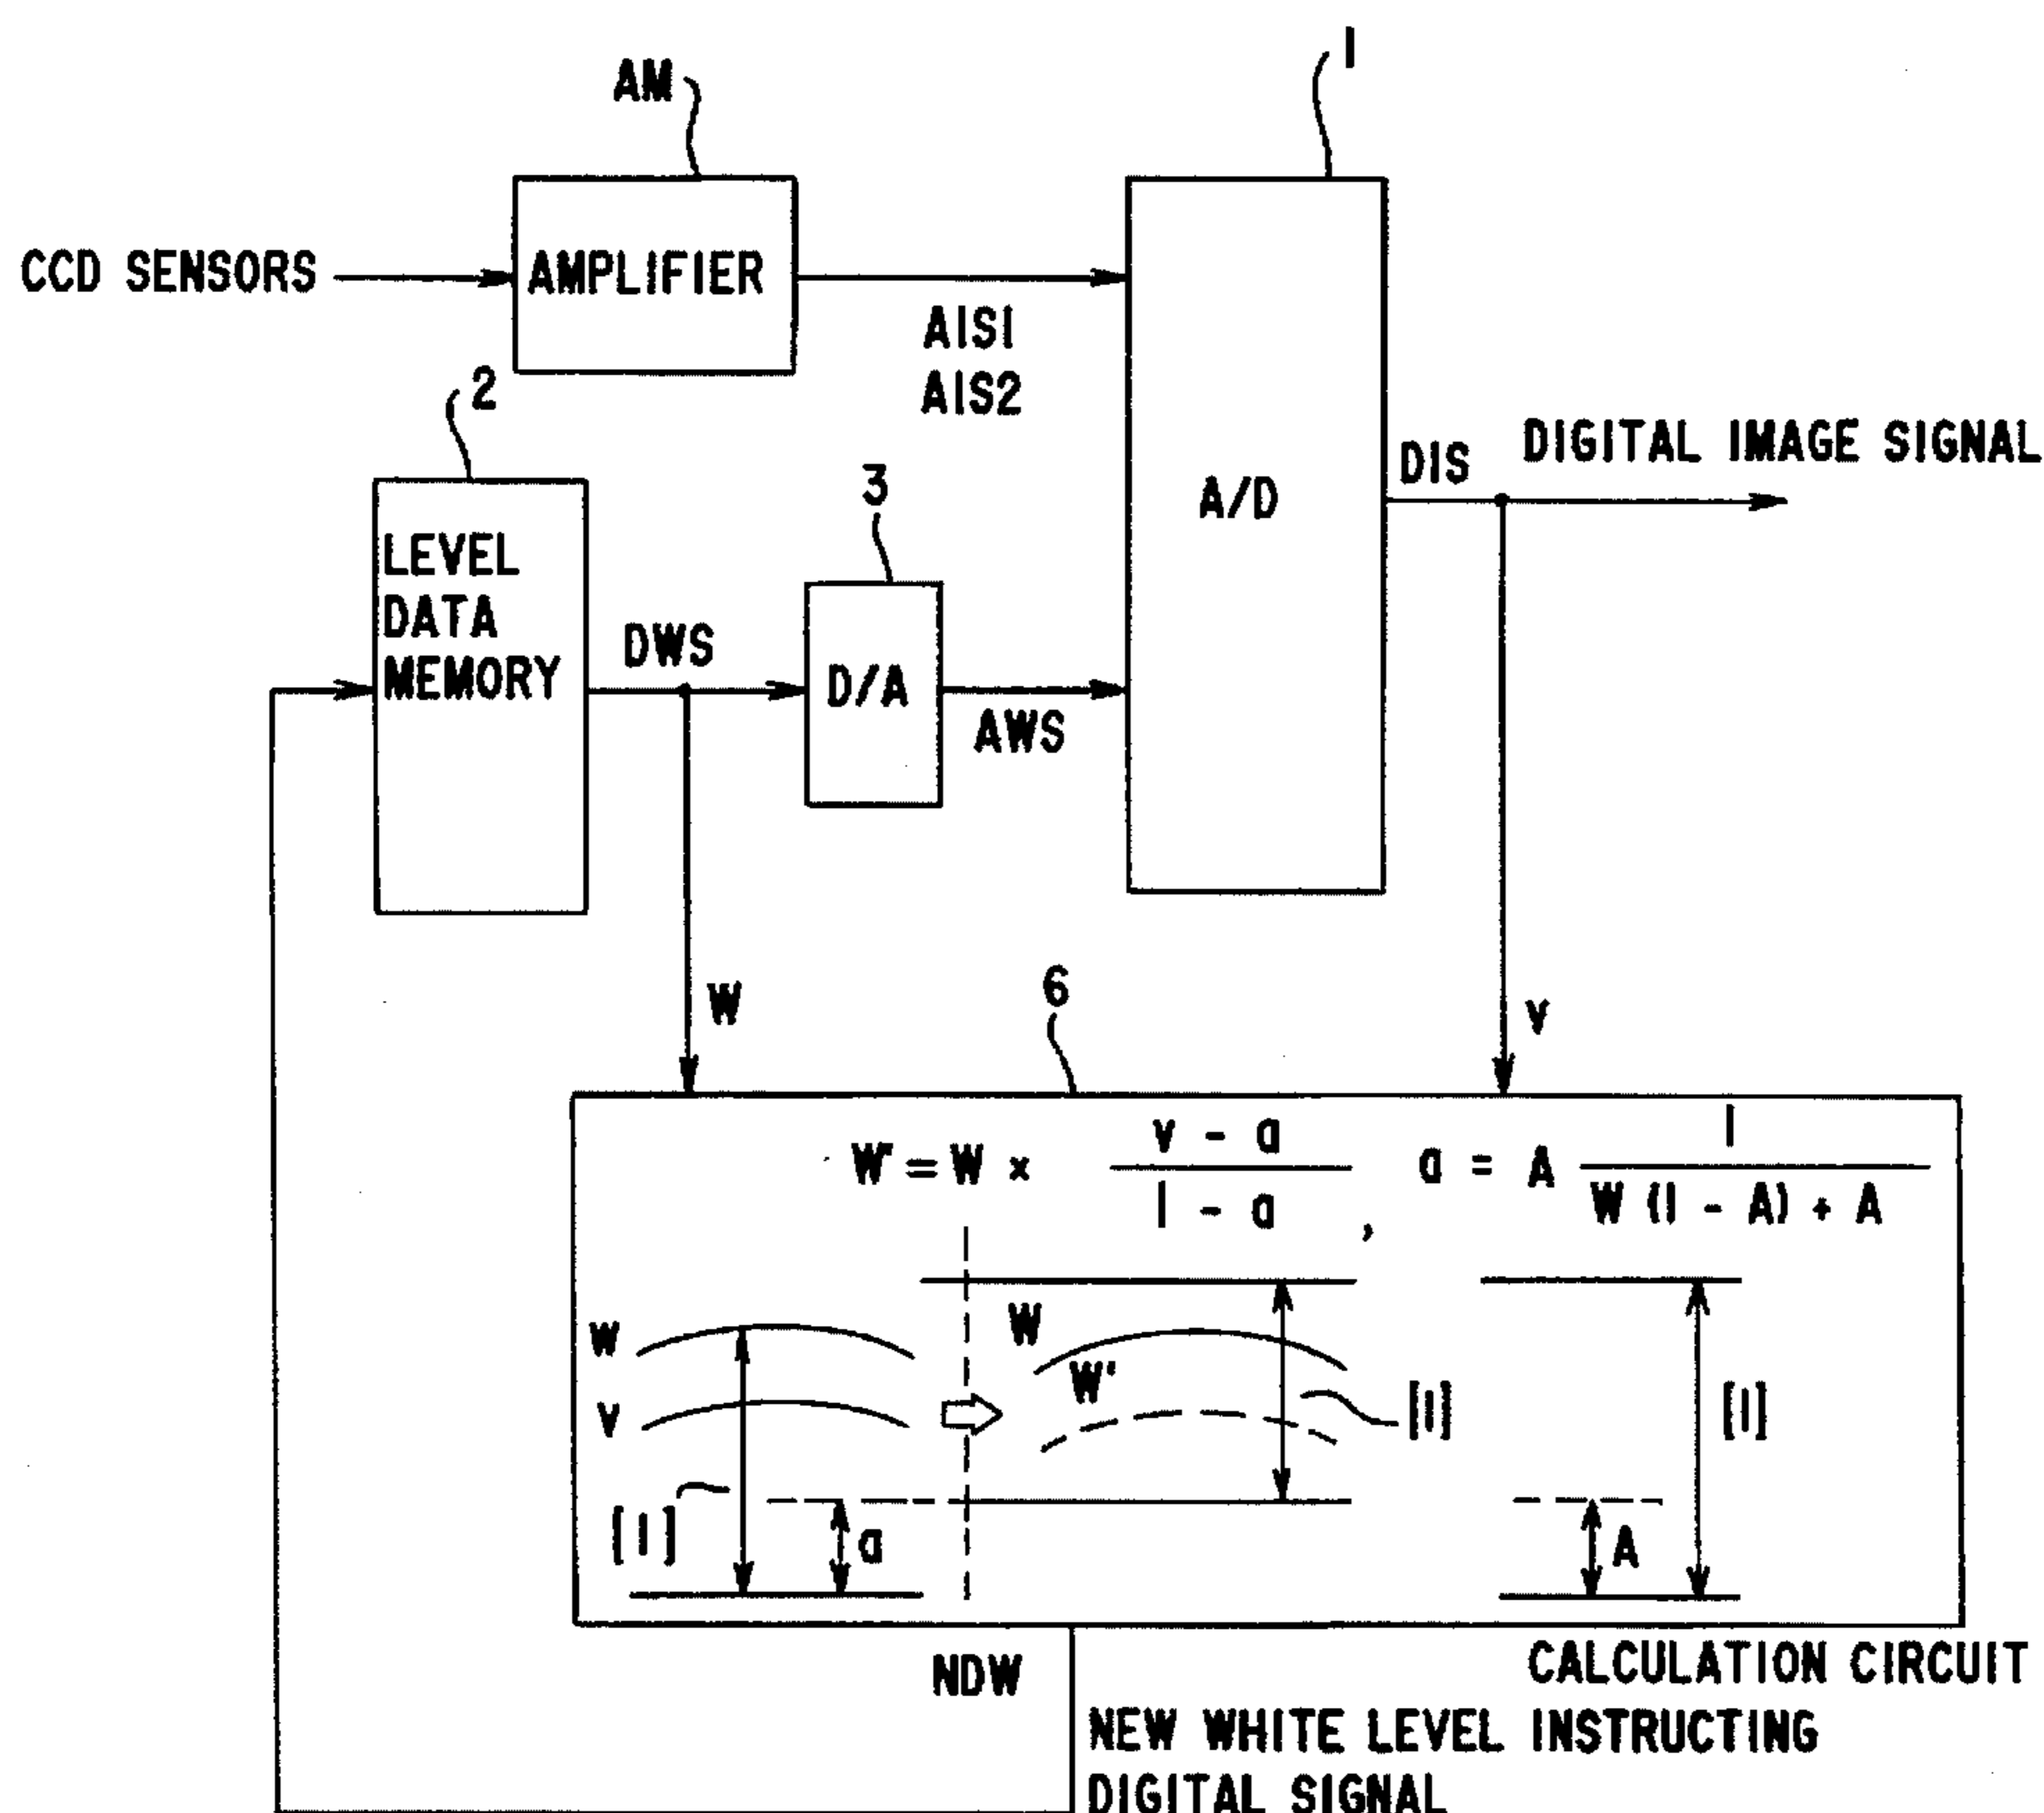 AM
1
CCD SENSORS
AMPLIFIER
AIS1
AIS2
2
3
A/D
DIS
DIGITAL IMAGE SIGNAL
LEVEL
DATA
MEMORY
DWS
D/A
AWS
W
6
v
W' = W × (v - a) / (1 - a) , a = A 1 / (W (1 - A) + A)
W
v
[1]
a
W
W'
[1]
[1]
A
NDW
CALCULATION CIRCUIT
NEW WHITE LEVEL INSTRUCTING
DIGITAL SIGNAL